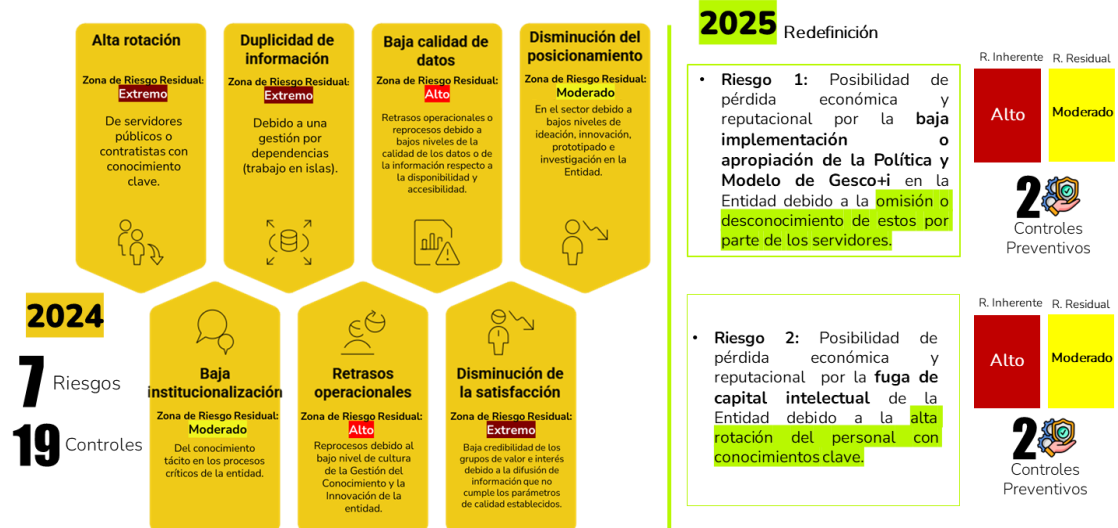 Alta rotación
Zona de Riesgo Residual:
Extremo
De servidores
públicos o
contratistas con
conocimiento
clave.
Duplicidad de
información
Zona de Riesgo Residual:
Extremo
Debido a una
gestión por
dependencias
(trabajo en islas).
Baja calidad de
datos
Zona de Riesgo Residual:
Alto
Retrasos operacionales o
reprocesos debido a
bajos niveles de la
calidad de los datos o de
la información respecto a
la disponibilidad y
accesibilidad.
Disminución del
posicionamiento
Zona de Riesgo Residual:
Moderado
En el sector debido a
bajos niveles de
ideación, innovación,
prototipado e
investigación en la
Entidad.
2024
7 Riesgos
19 Controles
Baja
institucionalización
Zona de Riesgo Residual:
Moderado
Del conocimiento
tácito en los procesos
críticos de la entidad.
Retrasos
operacionales
Zona de Riesgo Residual:
Alto
Reprocesos debido al
bajo nivel de cultura
de la Gestión del
Conocimiento y la
Innovación de la
entidad.
Disminución de
la satisfacción
Zona de Riesgo Residual:
Extremo
Baja credibilidad de los
grupos de valor e interés
debido a la difusión de
información que no
cumple los parámetros
de calidad establecidos.
2025 Redefinición
• Riesgo 1: Posibilidad de
pérdida económica y
reputacional por la baja
implementación o
apropiación de la Política y
Modelo de Gesco+i en la
Entidad debido a la omisión o
desconocimiento de estos por
parte de los servidores.
R. Inherente R. Residual
Alto Moderado
2
Controles
Preventivos
• Riesgo 2: Posibilidad de
pérdida económica y
reputacional por la fuga de
capital intelectual de la
Entidad debido a la alta
rotación del personal con
conocimientos clave.
R. Inherente R. Residual
Alto Moderado
2
Controles
Preventivos